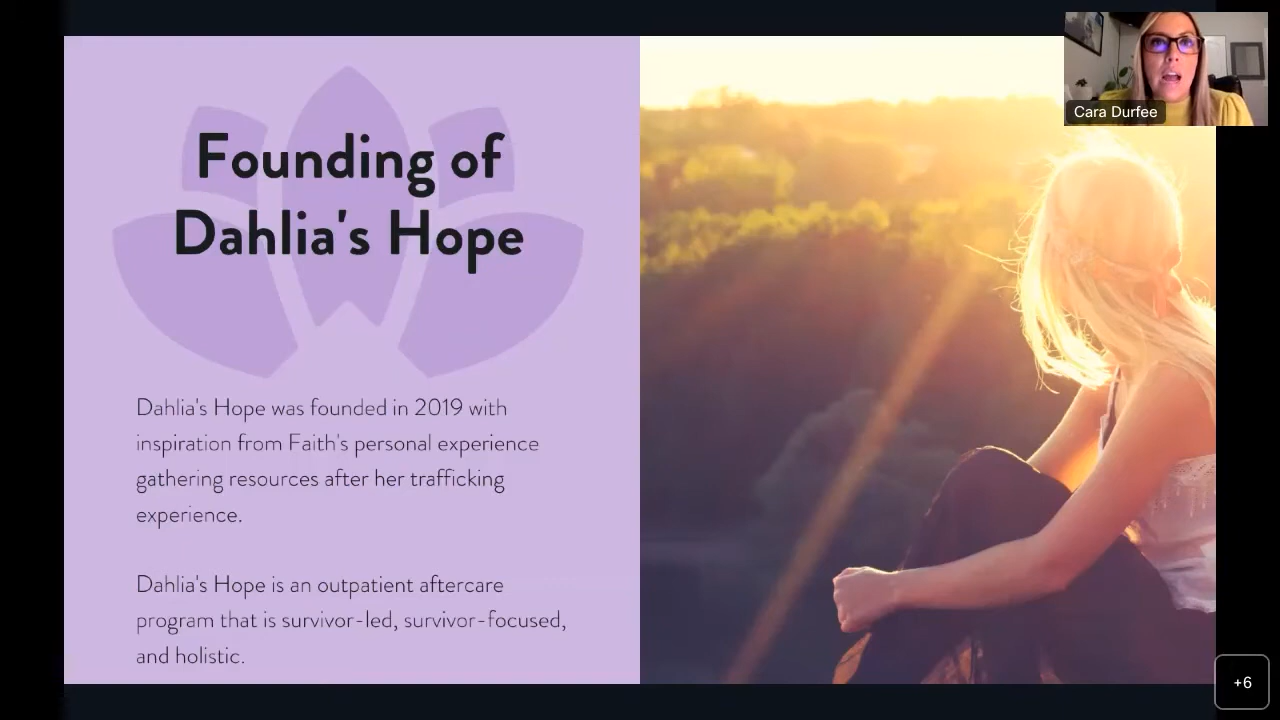 Founding of
Dahlia's Hope
Dahlia's Hope was founded in 2019 with
inspiration from Faith's personal experience
gathering resources after her trafficking
experience.
Dahlia's Hope is an outpatient aftercare
program that is survivor-led, survivor-focused,
and holistic.
Cara Durfee
+6